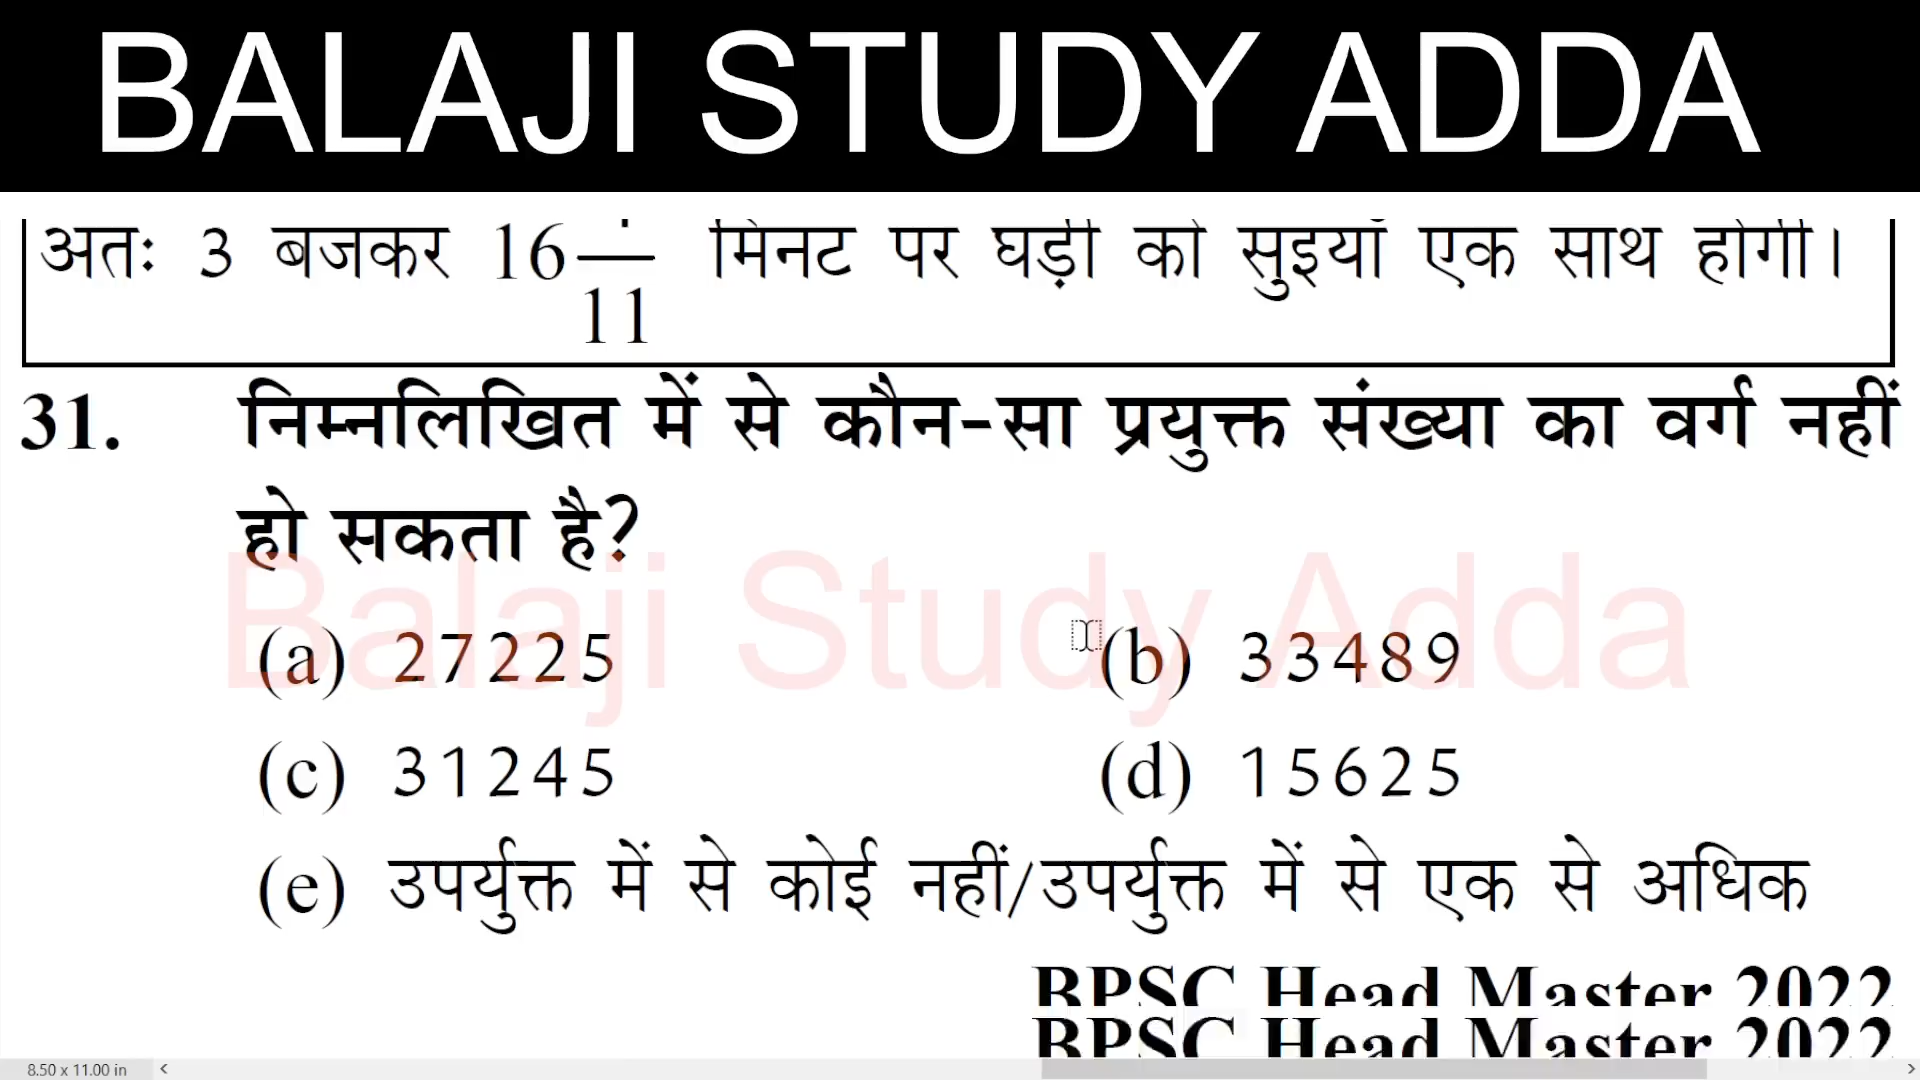 BALAJI STUDY ADDA
अतः 3 बजकर 16 /11 मिनट पर घड़ी की सुइयाँ एक साथ होगी।
31. निम्नलिखित में से कौन-सा प्रयुक्त संख्या का वर्ग नहीं
हो सकता है?
Balaji Study Adda
(a) 27225 (b) 33489
(c) 31245 (d) 15625
(e) उपर्युक्त में से कोई नहीं/उपर्युक्त में से एक से अधिक
BPSC Head Master 2022
BPSC Head Master 2022
8.50 x 11.00 in